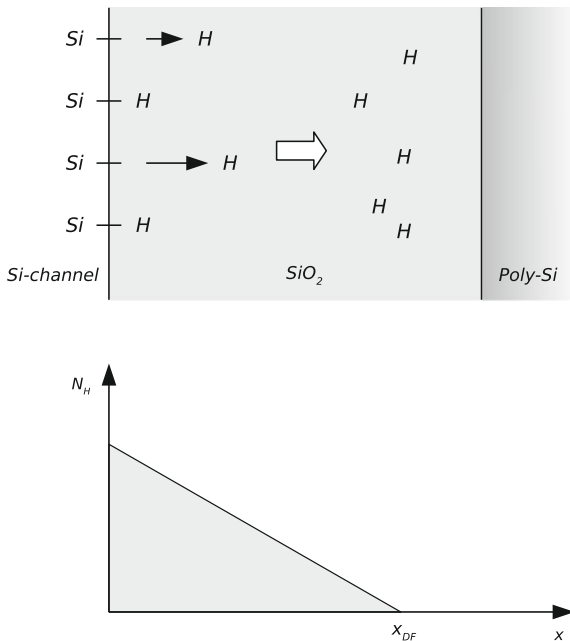 Si H
H
Si H H
Si H H
H
Si H H
Si-channel SiO2 Poly-Si
NH
xDF
x